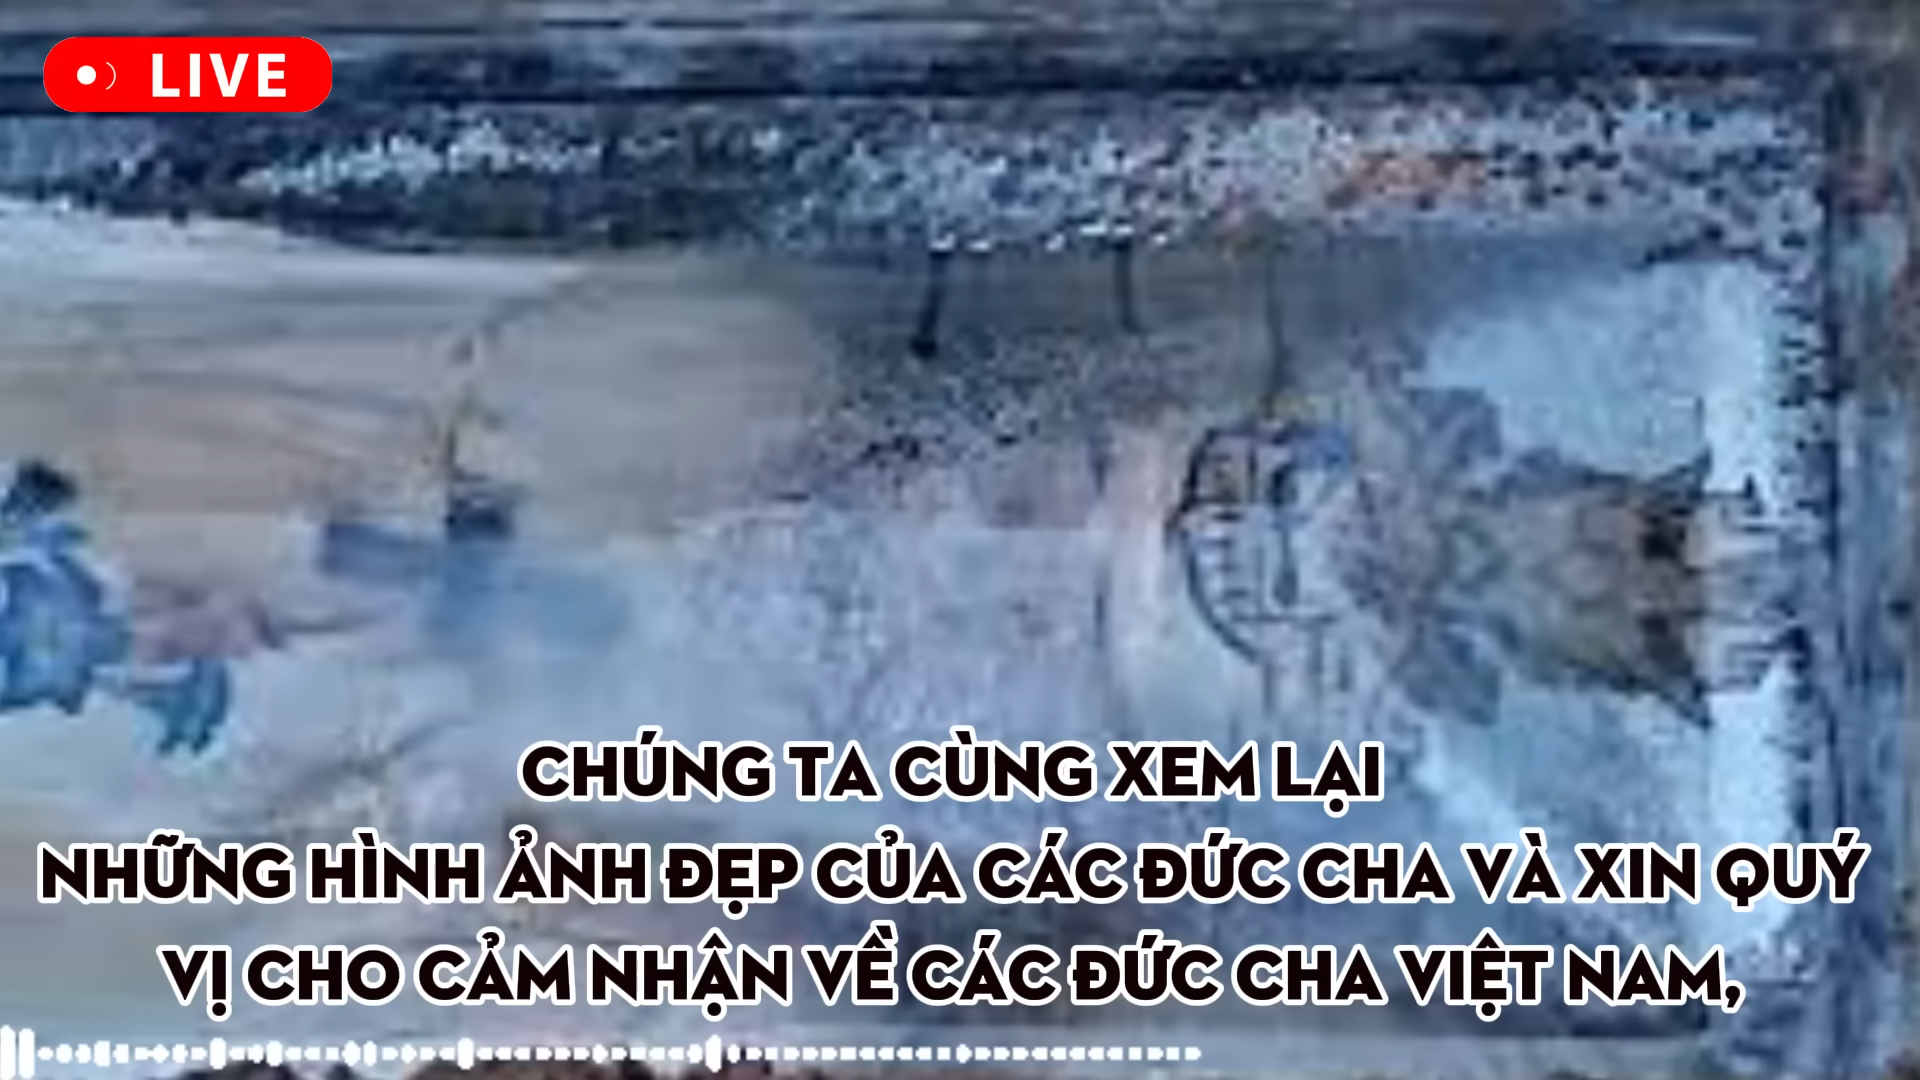 LIVE
CHÚNG TA CÙNG XEM LẠI
NHỮNG HÌNH ẢNH ĐẸP CỦA CÁC ĐỨC CHA VÀ XIN QUÝ
VỊ CHO CẢM NHẬN VỀ CÁC ĐỨC CHA VIỆT NAM,